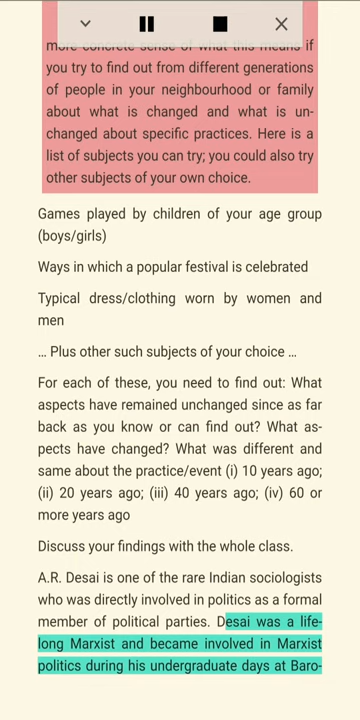 more concrete sense of what this means if
you try to find out from different generations
of people in your neighbourhood or family
about what is changed and what is un-
changed about specific practices. Here is a
list of subjects you can try; you could also try
other subjects of your own choice.
Games played by children of your age group
(boys/girls)
Ways in which a popular festival is celebrated
Typical dress/clothing worn by women and
men
… Plus other such subjects of your choice …
For each of these, you need to find out: What
aspects have remained unchanged since as far
back as you know or can find out? What as-
pects have changed? What was different and
same about the practice/event (i) 10 years ago;
(ii) 20 years ago; (iii) 40 years ago; (iv) 60 or
more years ago
Discuss your findings with the whole class.
A.R. Desai is one of the rare Indian sociologists
who was directly involved in politics as a formal
member of political parties. Desai was a life-
long Marxist and became involved in Marxist
politics during his undergraduate days at Baro-